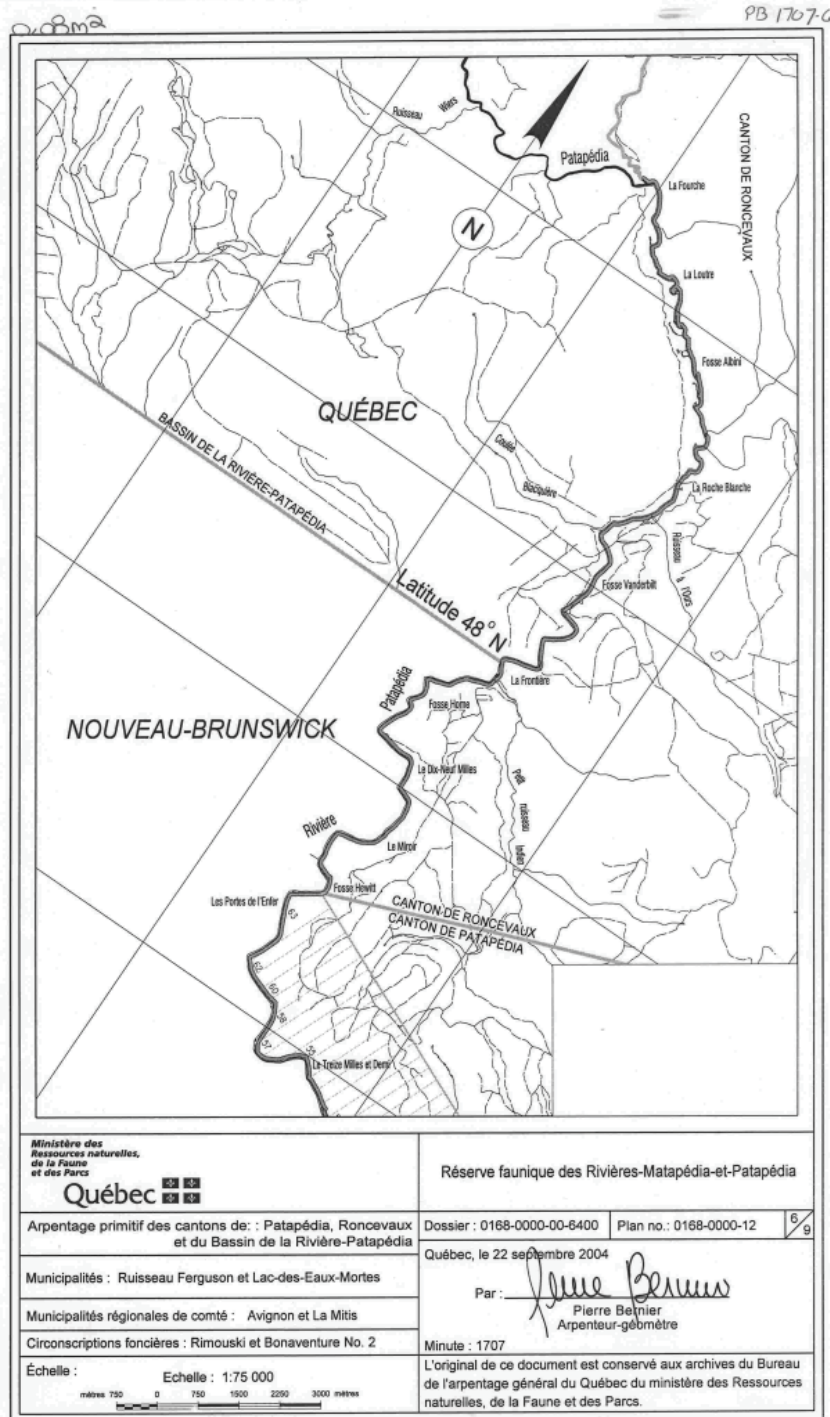 0,08m2
PB 1707-
Ruisseau Wiers
Patapédia
CANTON DE RONCEVAUX
La Fourche
N
La Loutre
Fosse Albini
QUÉBEC
BASSIN DE LA RIVIÈRE-PATAPÉDIA
Coulée
La Roche Blanche
Ruisseau à l'Ours
Fosse Vanderbilt
Latitude 48° N
La Frontière
Patapédia
Fosse Home
NOUVEAU-BRUNSWICK
Le Dix-Neuf Milles
Petit ruisseau Indien
Rivière
Le Miroir
Fosse Hewitt
Les Portes de l'Enfer
CANTON DE RONCEVAUX
CANTON DE PATAPÉDIA
63
62
60
58
57
55
Le Treize Milles et Demi
Ministère des
Ressources naturelles,
de la Faune
et des Parcs
Québec
Réserve faunique des Rivières-Matapédia-et-Patapédia
Arpentage primitif des cantons de: : Patapédia, Roncevaux
et du Bassin de la Rivière-Patapédia
Dossier : 0168-0000-00-6400
Plan no.: 0168-0000-12
6/9
Municipalités : Ruisseau Ferguson et Lac-des-Eaux-Mortes
Québec, le 22 septembre 2004
Par :
Pierre Bernier
Arpenteur-géomètre
Municipalités régionales de comté : Avignon et La Mitis
Circonscriptions foncières : Rimouski et Bonaventure No. 2
Minute : 1707
Échelle :
Echelle : 1:75 000
mètres 750 0 750 1500 2250 3000 mètres
L'original de ce document est conservé aux archives du Bureau
de l'arpentage général du Québec du ministère des Ressources
naturelles, de la Faune et des Parcs.